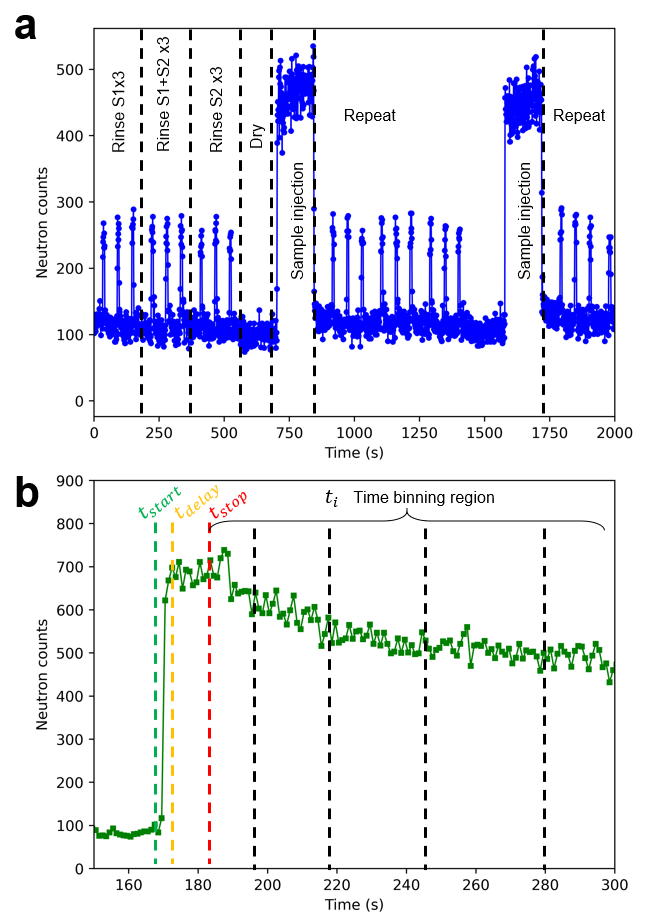 a
Rinse S1x3
Rinse S1+S2 x3
Rinse S2 x3
Dry
Sample injection
Repeat
Sample injection
Repeat
Neutron counts
500
400
300
200
100
0
0 250 500 750 1000 1250 1500 1750 2000
Time (s)
b
t_start t_delay t_stop
t_i Time binning region
Neutron counts
900
800
700
600
500
400
300
200
100
0
160 180 200 220 240 260 280 300
Time (s)